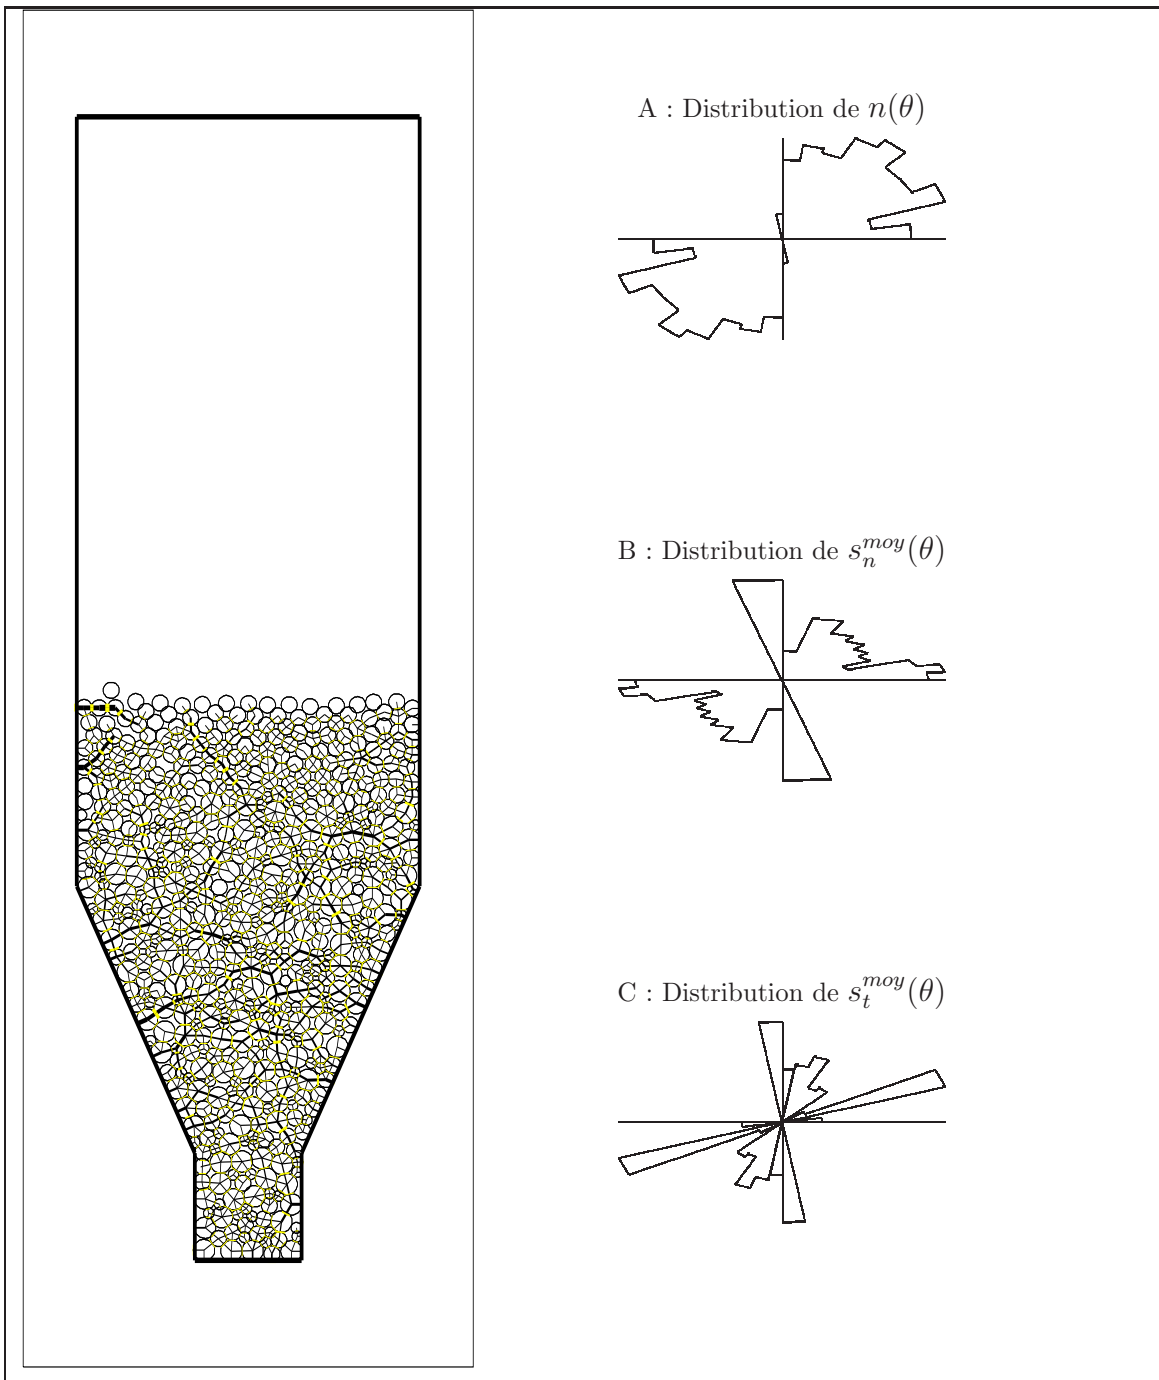 A : Distribution de n(θ)
B : Distribution de s_n^{moy}(θ)
C : Distribution de s_t^{moy}(θ)